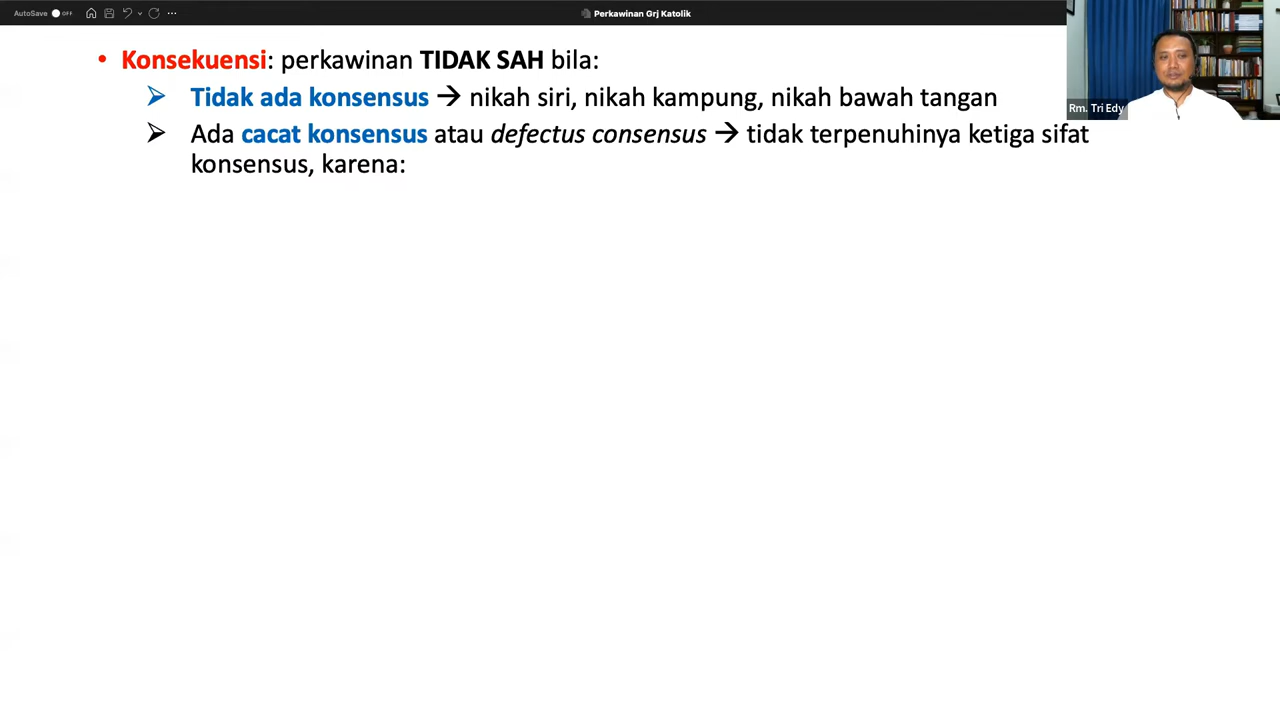 AutoSave OFF
Perkawinan Grj Katolik
Rm. Tri Edy
• Konsekuensi: perkawinan TIDAK SAH bila:
➢ Tidak ada konsensus → nikah siri, nikah kampung, nikah bawah tangan
➢ Ada cacat konsensus atau defectus consensus → tidak terpenuhinya ketiga sifat
konsensus, karena: